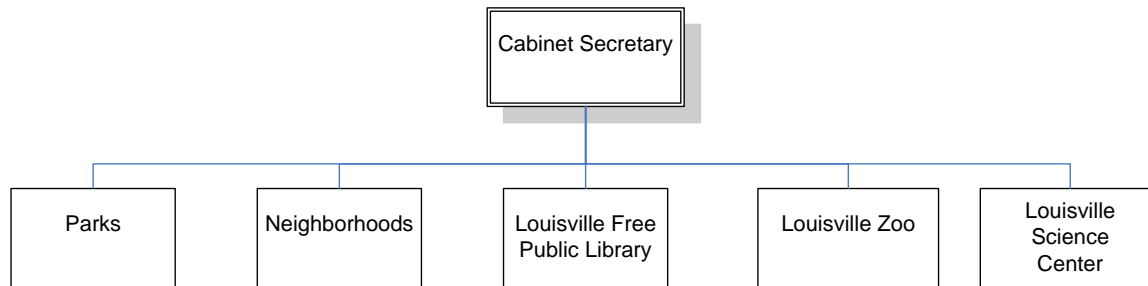 Cabinet Secretary
Parks
Neighborhoods
Louisville Free
Public Library
Louisville Zoo
Louisville
Science
Center